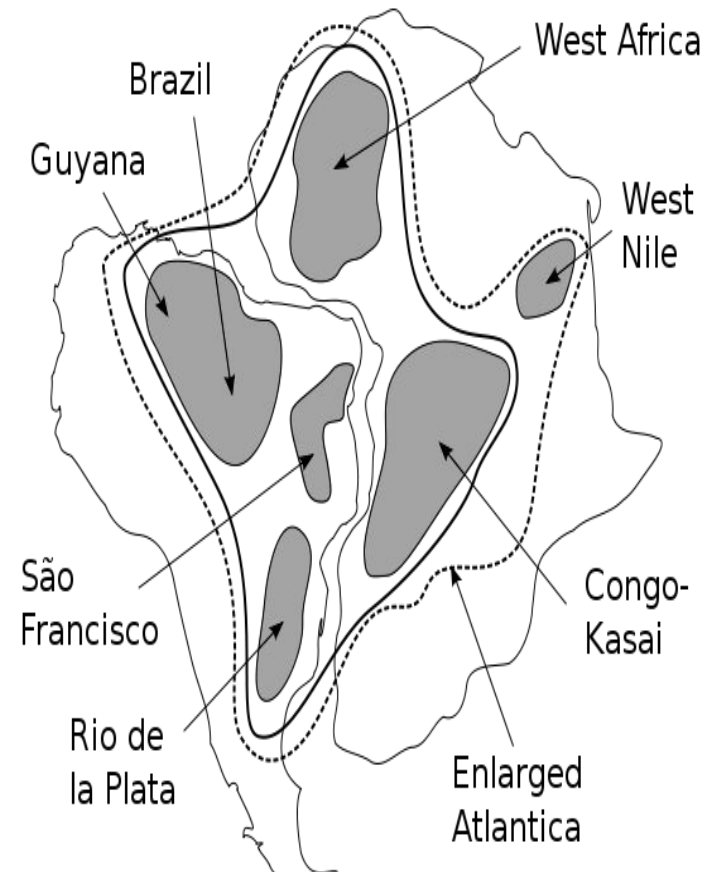 West Africa
Brazil
Guyana
West
Nile
São
Francisco
Congo-
Kasai
Rio de
la Plata
Enlarged
Atlantica